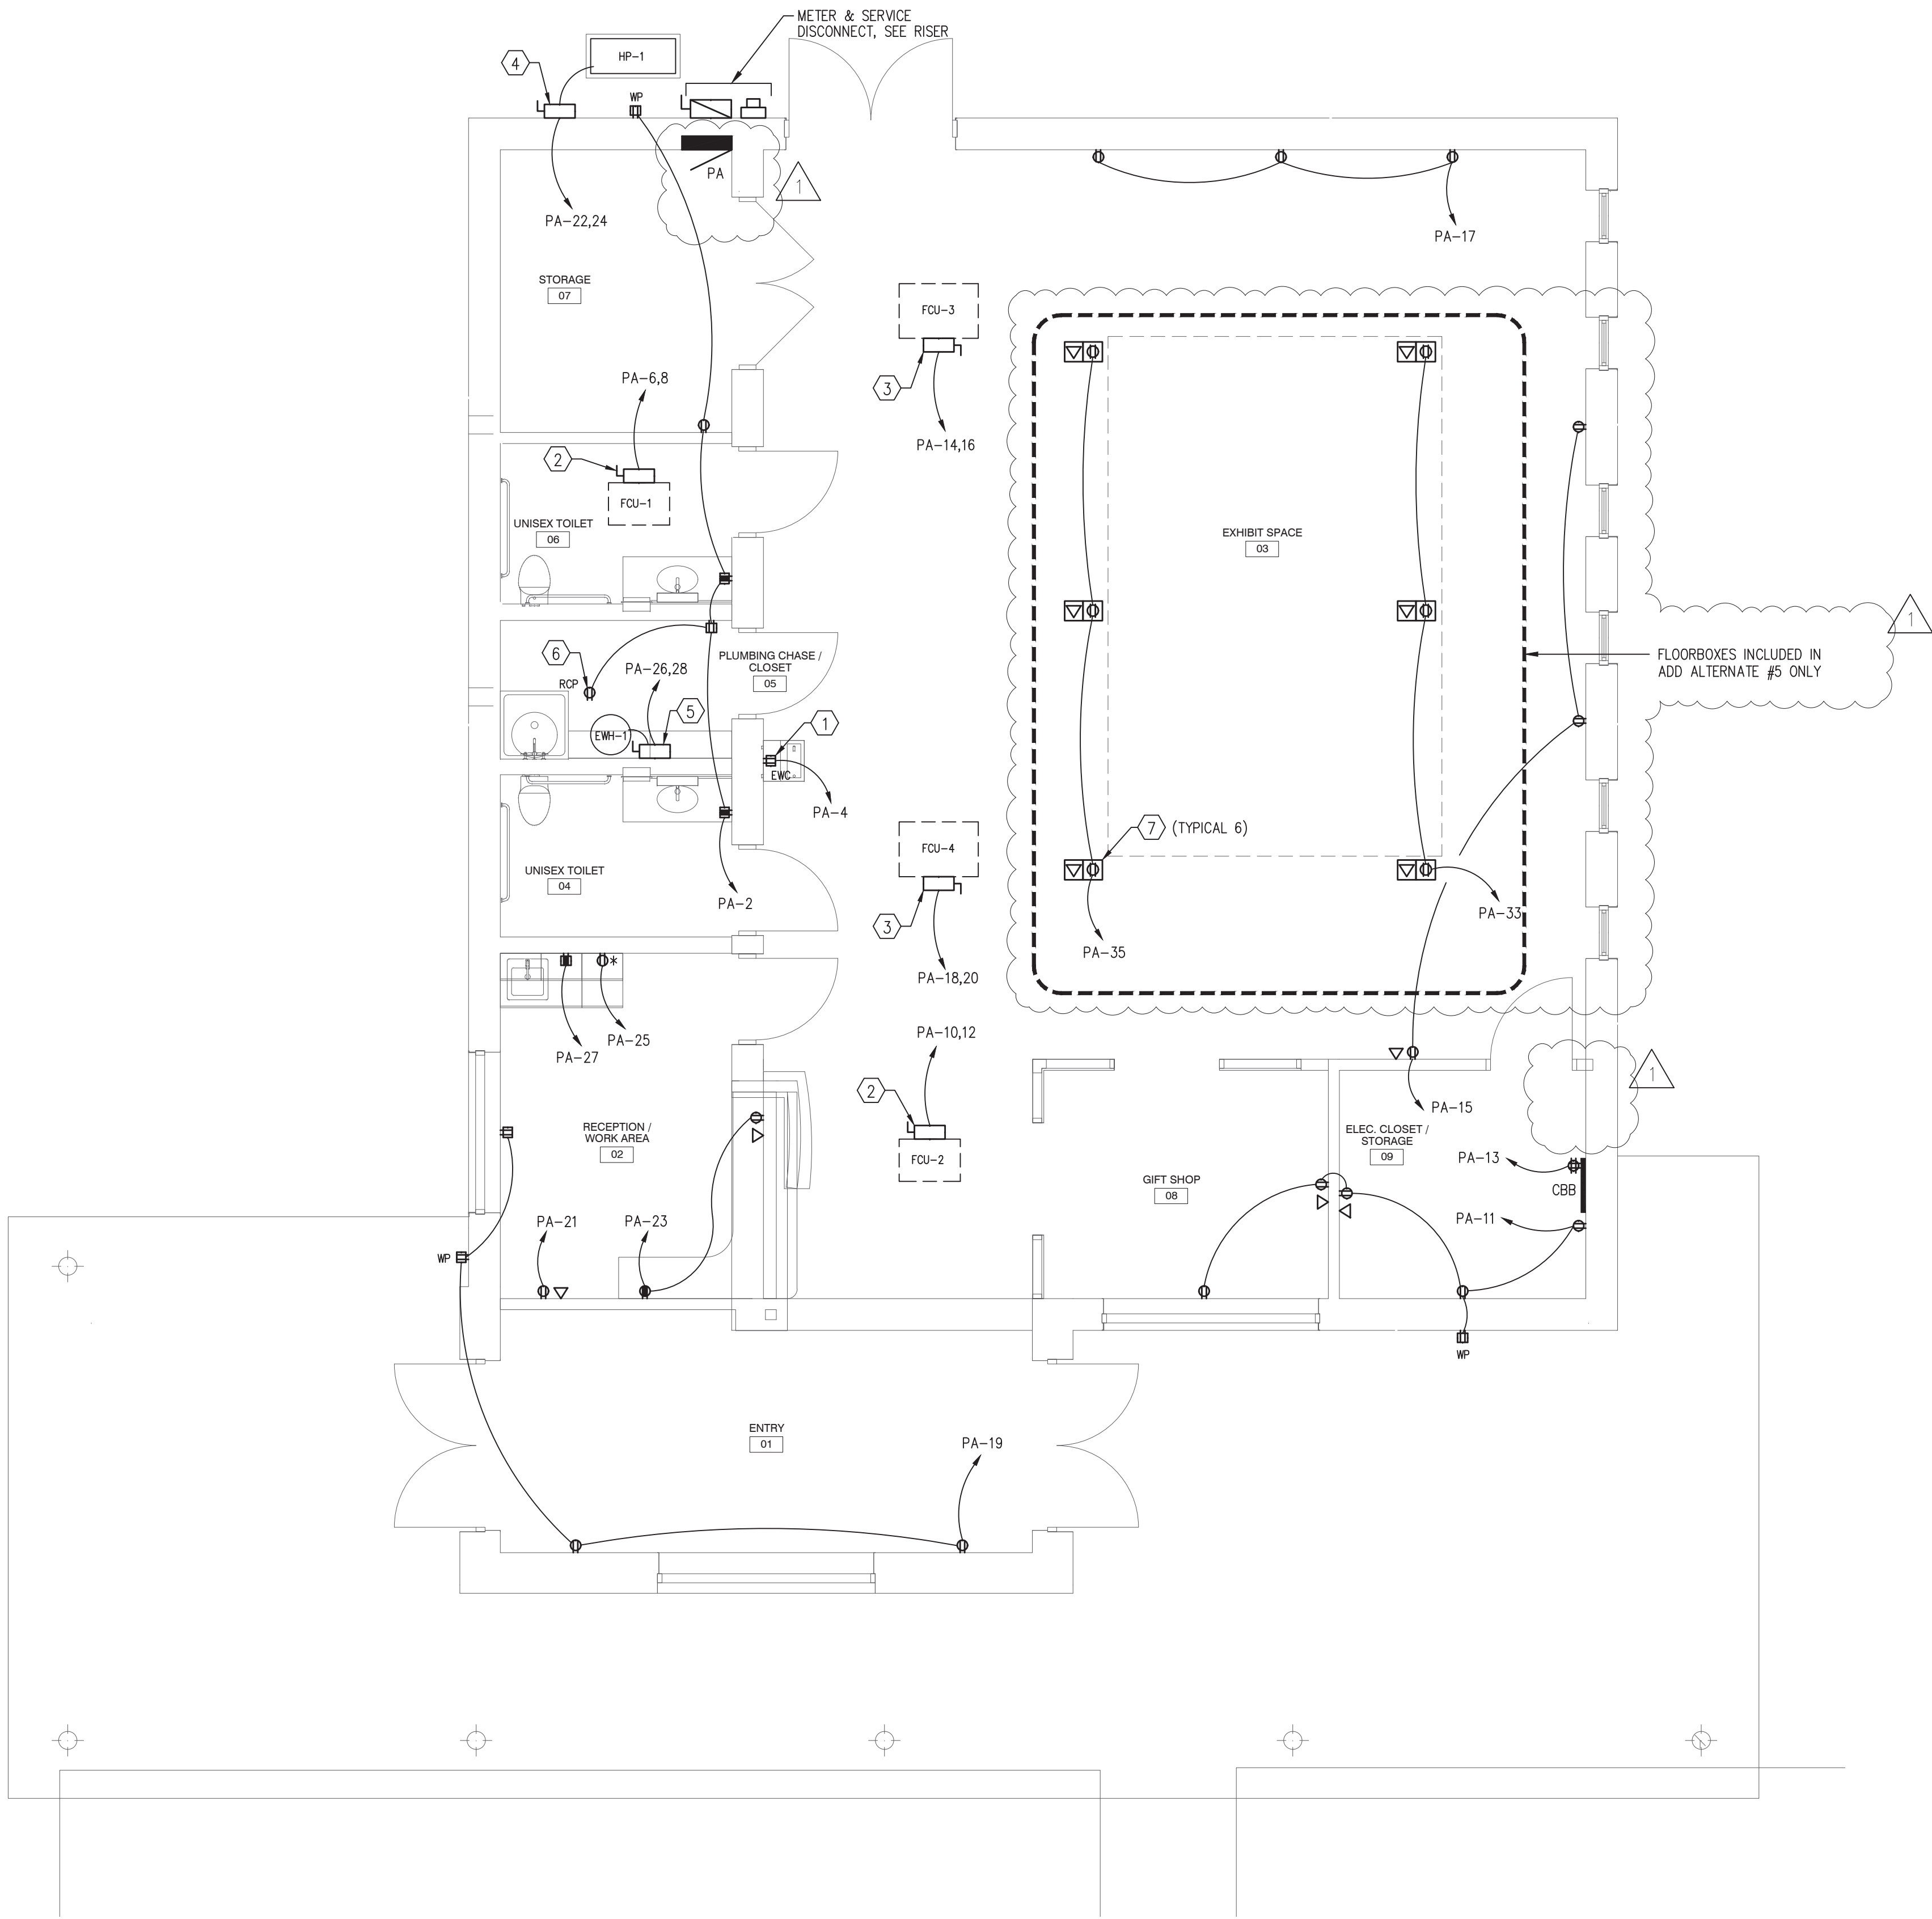 METER & SERVICE
DISCONNECT, SEE RISER
HP-1
4
WP
PA
1
PA-22,24
PA-17
STORAGE
07
FCU-3
3
PA-14,16
PA-6,8
2
FCU-1
UNISEX TOILET
06
EXHIBIT SPACE
03
1
FLOORBOXES INCLUDED IN
ADD ALTERNATE #5 ONLY
6
RCP
PA-26,28
PLUMBING CHASE /
CLOSET
05
5
1
EWH-1
EWC
PA-4
7 (TYPICAL 6)
FCU-4
UNISEX TOILET
04
PA-2
3
PA-33
PA-35
PA-18,20
*
PA-25
PA-27
PA-10,12
2
FCU-2
1
PA-15
RECEPTION /
WORK AREA
02
ELEC. CLOSET /
STORAGE
09
PA-13
CBB
GIFT SHOP
08
PA-11
PA-21
PA-23
WP
WP
ENTRY
01
PA-19